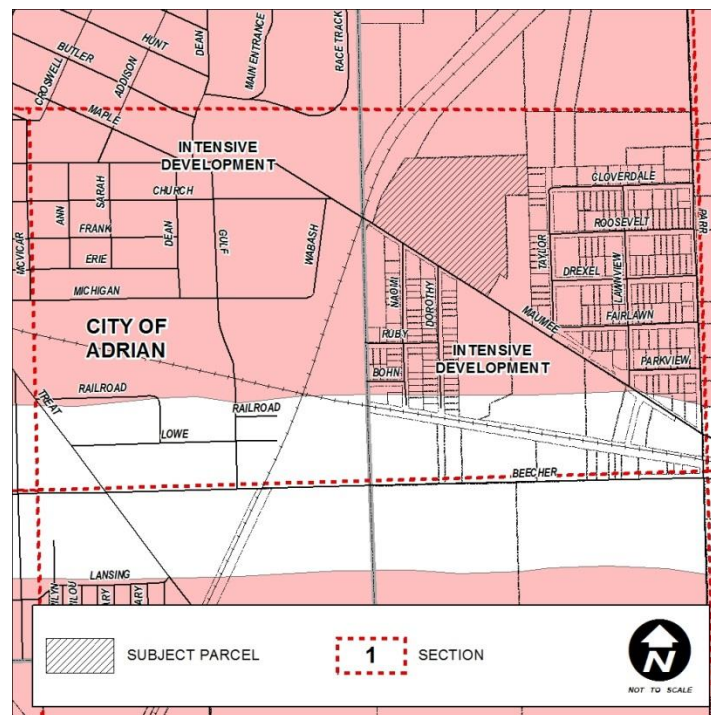 HUNT
DEAN
BUTLER
MAIN ENTRANCE
RACE TRACK
CROSWELL
ADDISON
MAPLE
INTENSIVE
DEVELOPMENT
CLOVERDALE
CHURCH
SARAH
ANN
ROOSEVELT
PARR
FRANK
DEAN
GOLF
WABASH
MCVICAR
ERIE
TAYLOR
DREXEL
LAWNVIEW
MICHIGAN
NAOMI
DOROTHY
FAIRLAWN
MAUMEE
CITY OF
ADRIAN
RUBY
INTENSIVE
DEVELOPMENT
PARKVIEW
BOHN
TREAT
RAILROAD
RAILROAD
LOWE
BEECHER
LANSING
SUBJECT PARCEL
1
SECTION
N
NOT TO SCALE